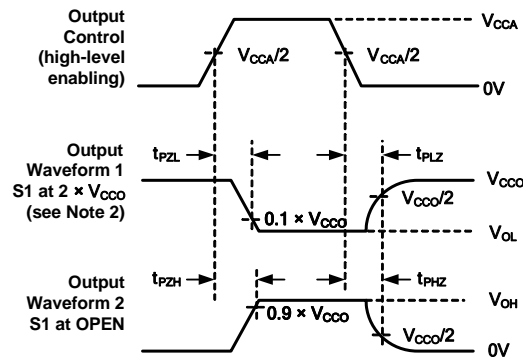 Output
Control
(high-level
enabling)
V_CCA
V_CCA/2
V_CCA/2
0V
Output
Waveform 1
S1 at 2 × V_CCO
(see Note 2)
t_PZL
t_PLZ
V_CCO
V_CCO/2
0.1 × V_CCO
V_OL
Output
Waveform 2
S1 at OPEN
t_PZH
t_PHZ
V_OH
0.9 × V_CCO
V_CCO/2
0V